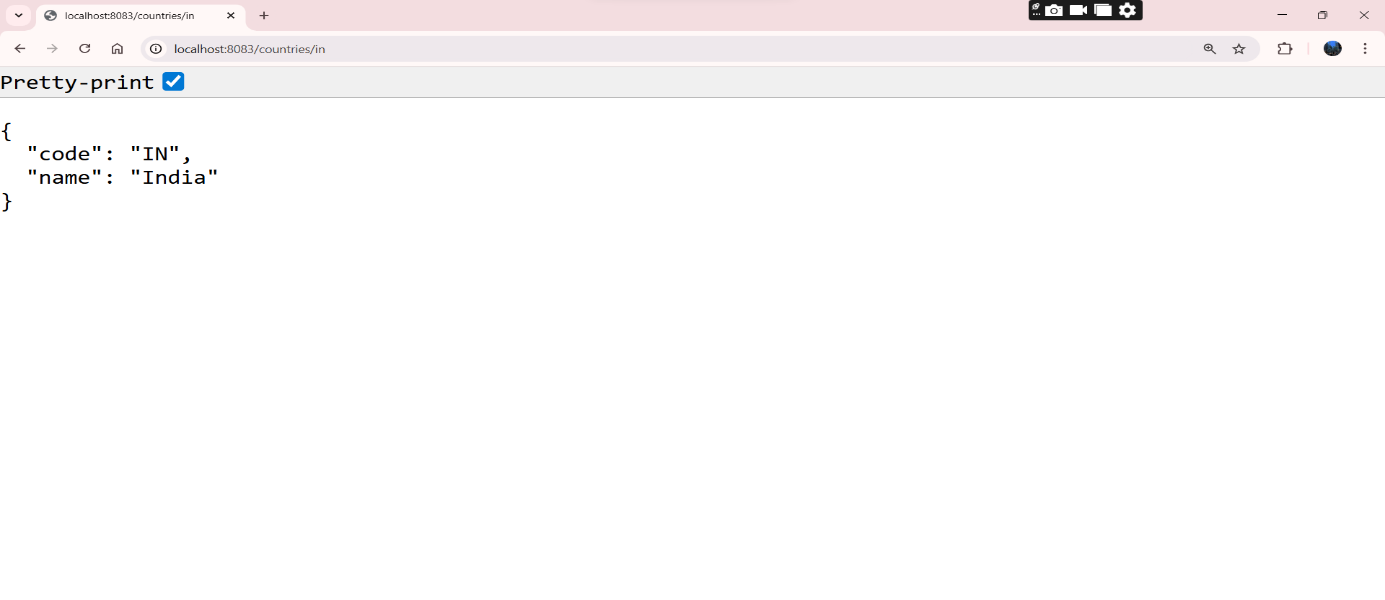 localhost:8083/countries/in
localhost:8083/countries/in
Pretty-print
{
  "code": "IN",
  "name": "India"
}